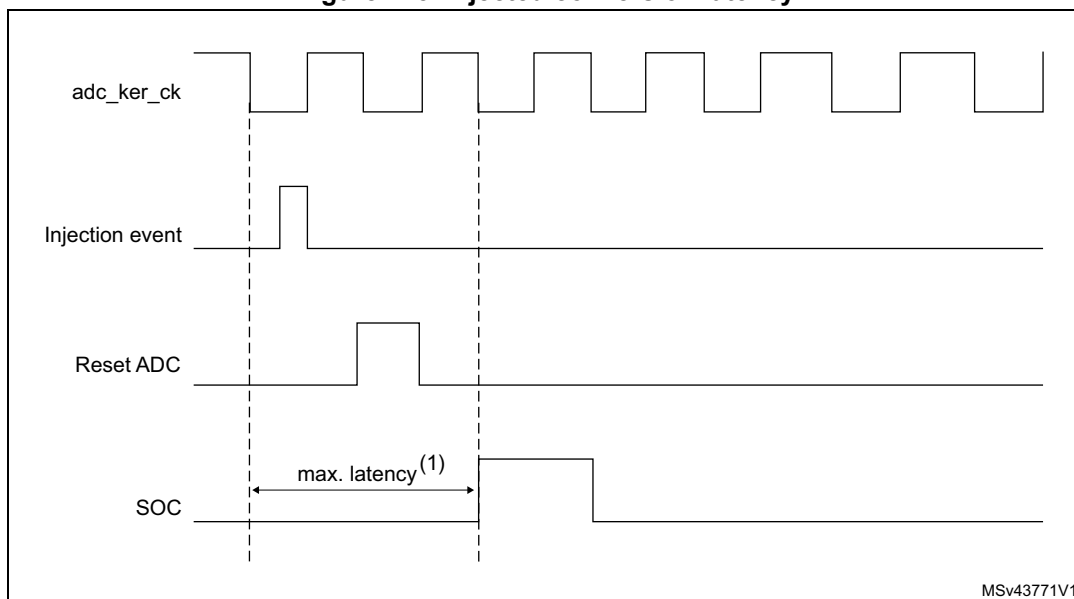 adc_ker_ck
Injection event
Reset ADC
max. latency(1)
SOC
MSv43771V1